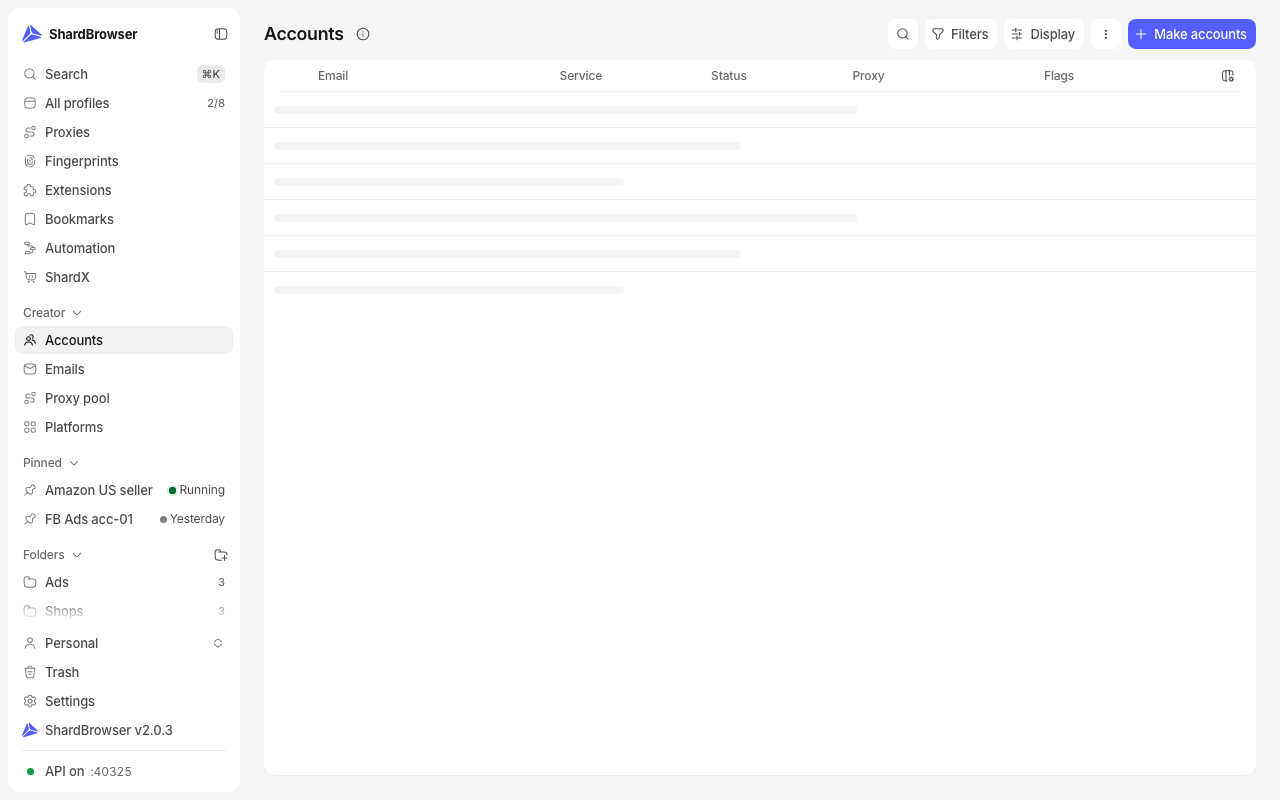 ShardBrowser
Search ⌘K
All profiles 2/8
Proxies
Fingerprints
Extensions
Bookmarks
Automation
ShardX
Creator
Accounts
Emails
Proxy pool
Platforms
Pinned
Amazon US seller Running
FB Ads acc-01 Yesterday
Folders
Ads 3
Shops 3
Personal
Trash
Settings
ShardBrowser v2.0.3
API on :40325
Accounts
Filters
Display
Make accounts
Email Service Status Proxy Flags